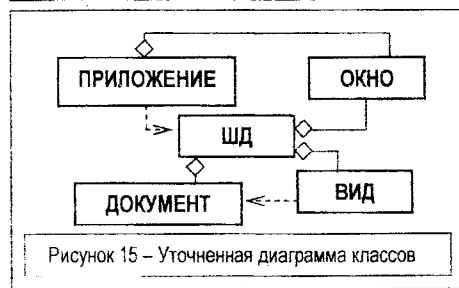 ПРИЛОЖЕНИЕ
ОКНО
ШД
ДОКУМЕНТ
ВИД
Рисунок 15 – Уточненная диаграмма классов